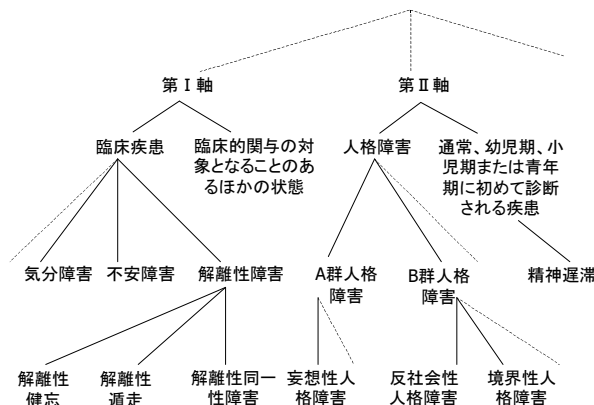 第Ⅰ軸
第Ⅱ軸
臨床疾患
臨床的関与の対
象となることのあ
るほかの状態
人格障害
通常、幼児期、小
児期または青年
期に初めて診断
される疾患
気分障害
不安障害
解離性障害
A群人格
障害
B群人格
障害
精神遅滞
解離性
健忘
解離性
遁走
解離性同一
性障害
妄想性人
格障害
反社会性
人格障害
境界性人
格障害